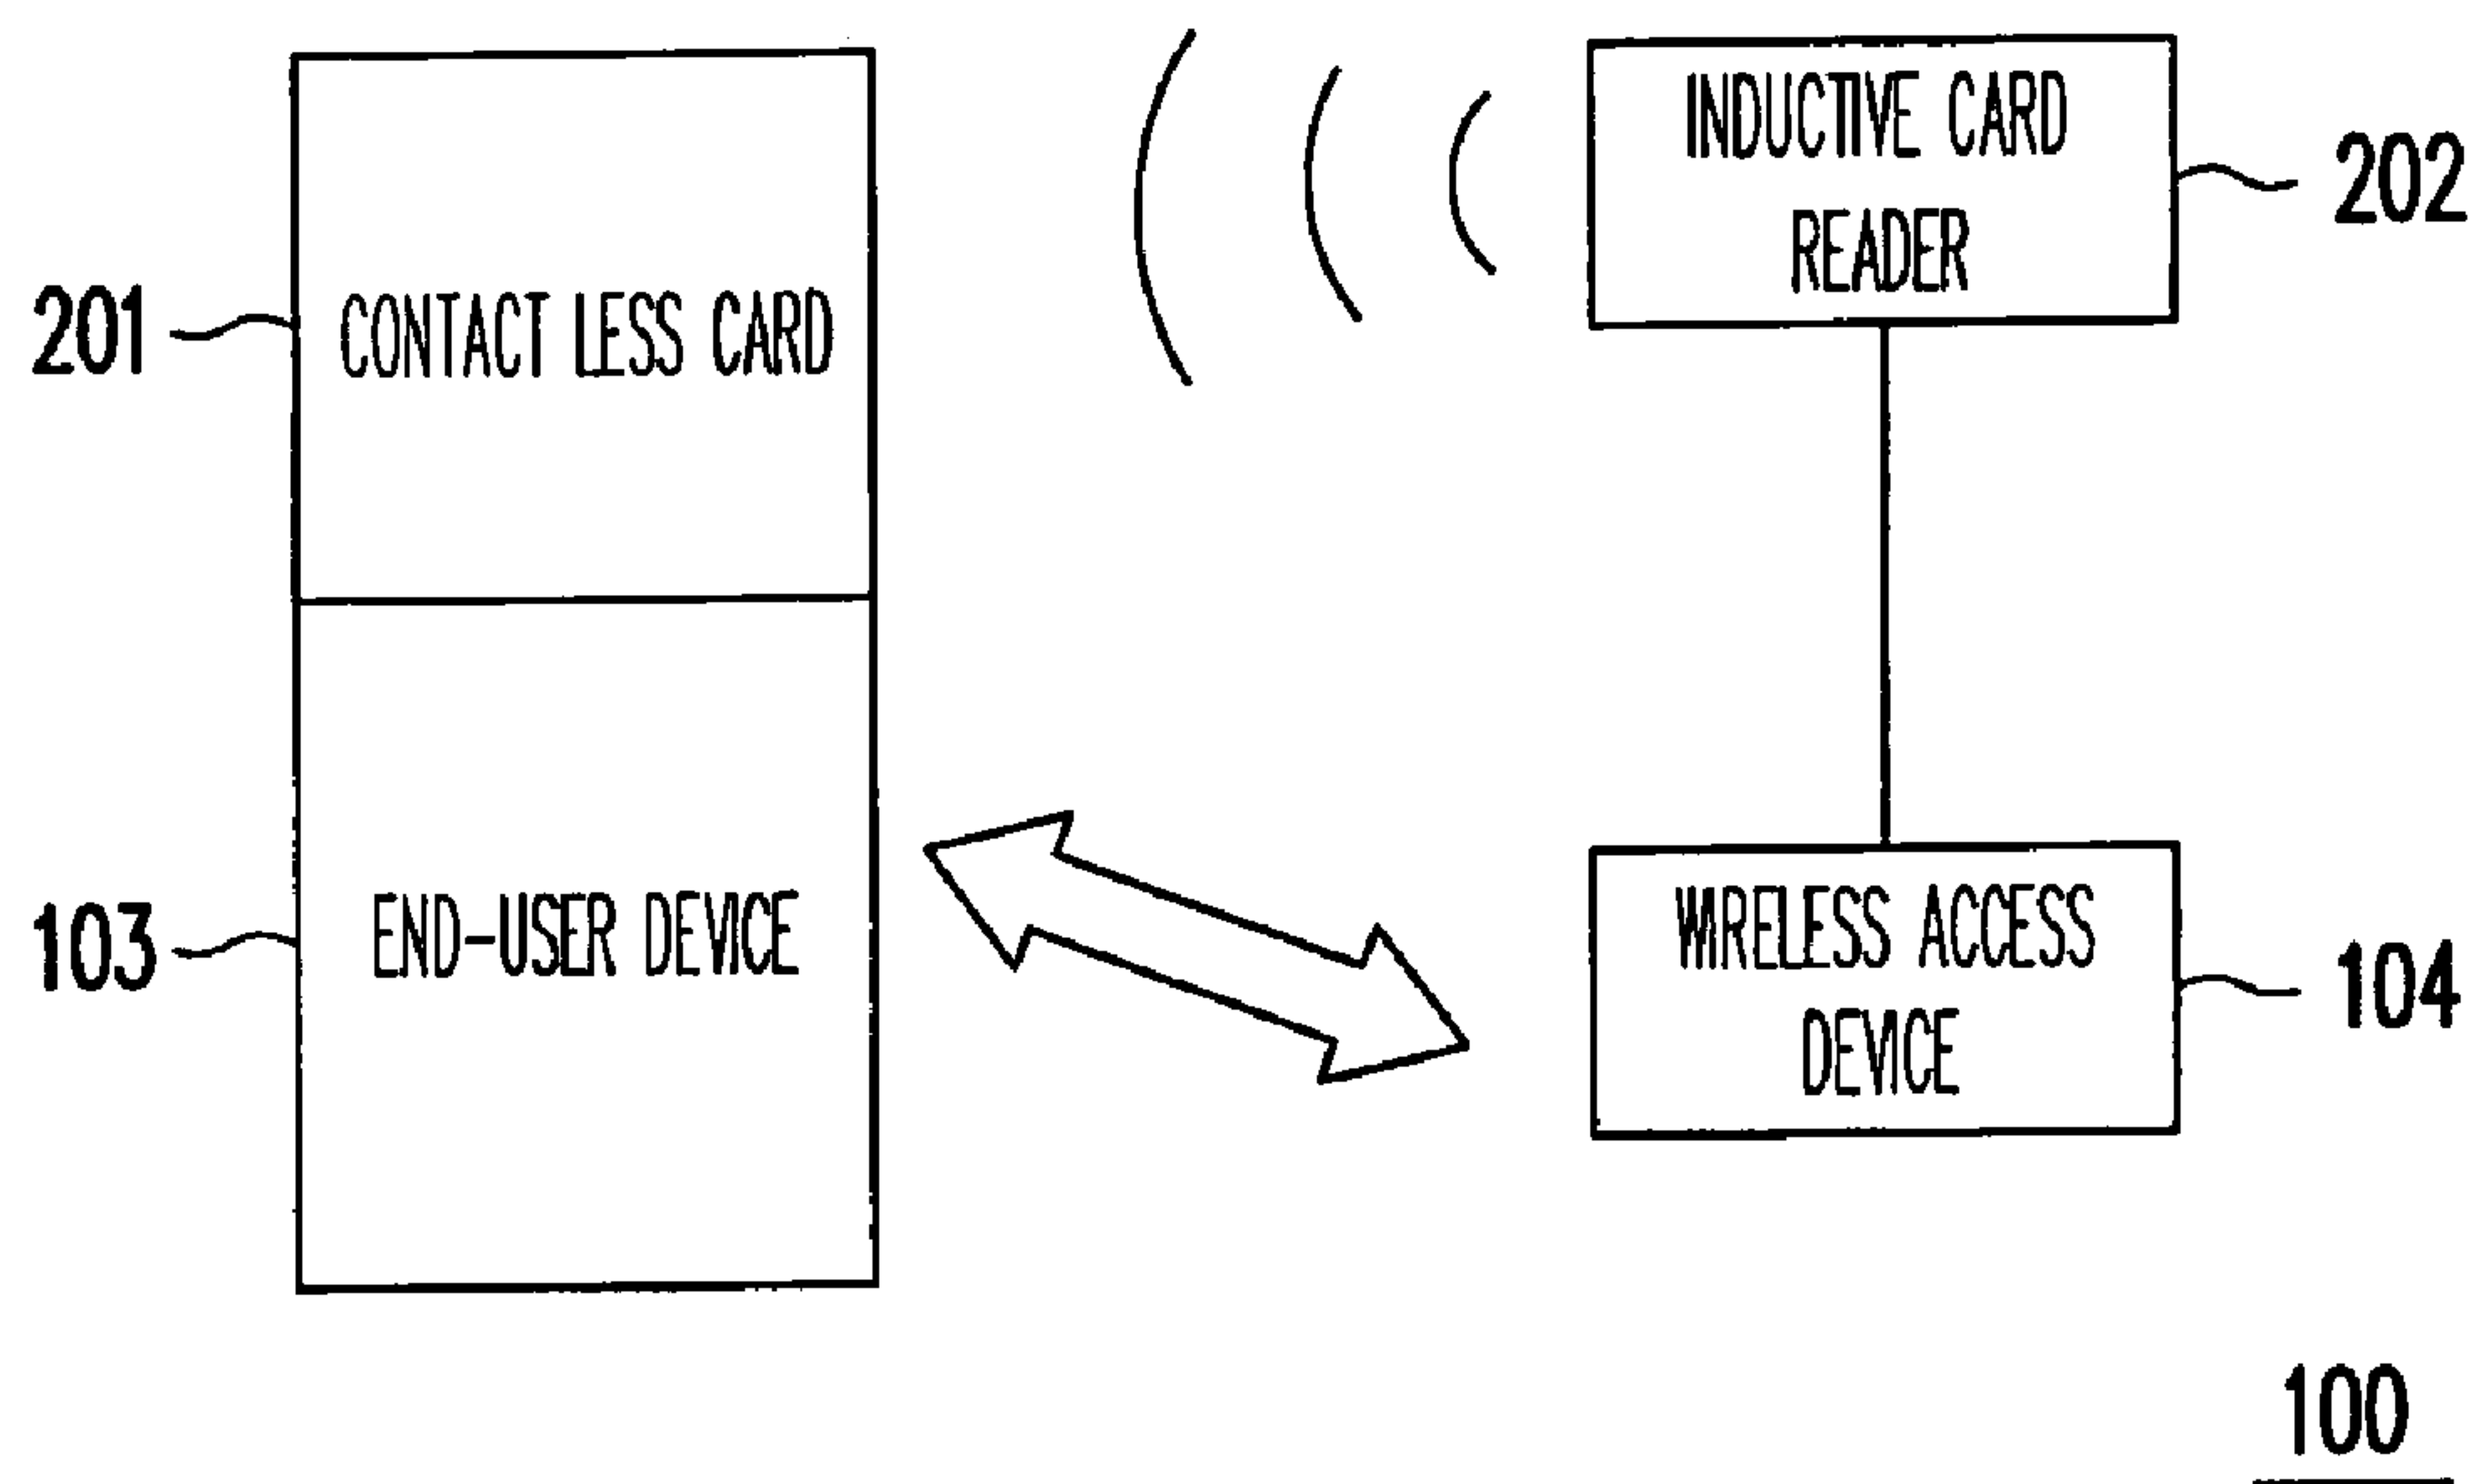 INDUCTIVE CARD
READER
202
201
CONTACT LESS CARD
103
END-USER DEVICE
WIRELESS ACCESS
DEVICE
104
100